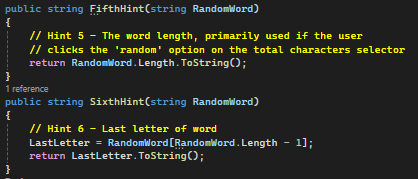 public string FifthHint(string RandomWord)
{
// Hint 5 - The word length, primarily used if the user
// clicks the 'random' option on the total characters selector
return RandomWord.Length.ToString();
}
1 reference
public string SixthHint(string RandomWord)
{
// Hint 6 - Last letter of word
LastLetter = RandomWord[RandomWord.Length - 1];
return LastLetter.ToString();
}